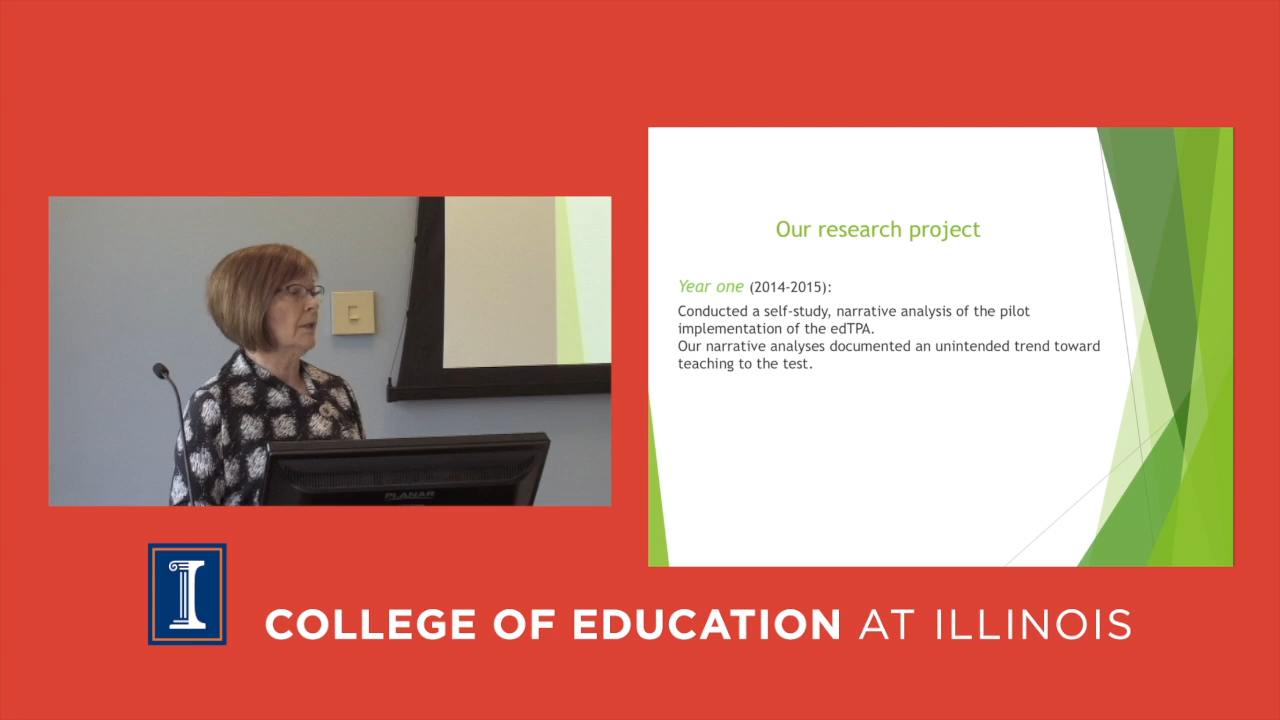 Our research project
Year one (2014-2015):
Conducted a self-study, narrative analysis of the pilot
implementation of the edTPA.
Our narrative analyses documented an unintended trend toward
teaching to the test.
PLANAR
I
COLLEGE OF EDUCATION AT ILLINOIS